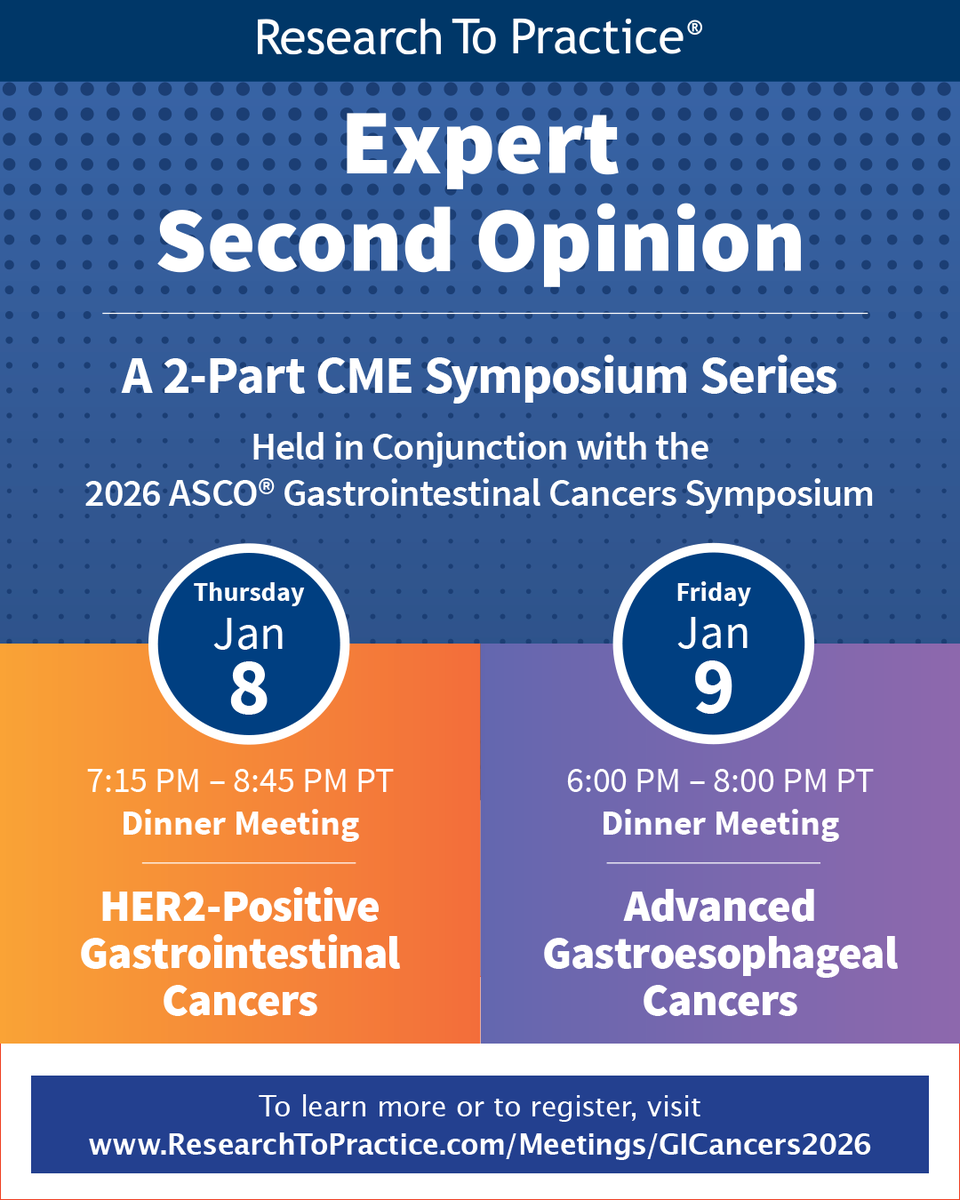 Research To Practice®
Expert
Second Opinion
A 2-Part CME Symposium Series
Held in Conjunction with the
2026 ASCO® Gastrointestinal Cancers Symposium
Thursday
Jan
8
7:15 PM – 8:45 PM PT
Dinner Meeting
HER2-Positive
Gastrointestinal
Cancers
Friday
Jan
9
6:00 PM – 8:00 PM PT
Dinner Meeting
Advanced
Gastroesophageal
Cancers
To learn more or to register, visit
www.ResearchToPractice.com/Meetings/GICancers2026